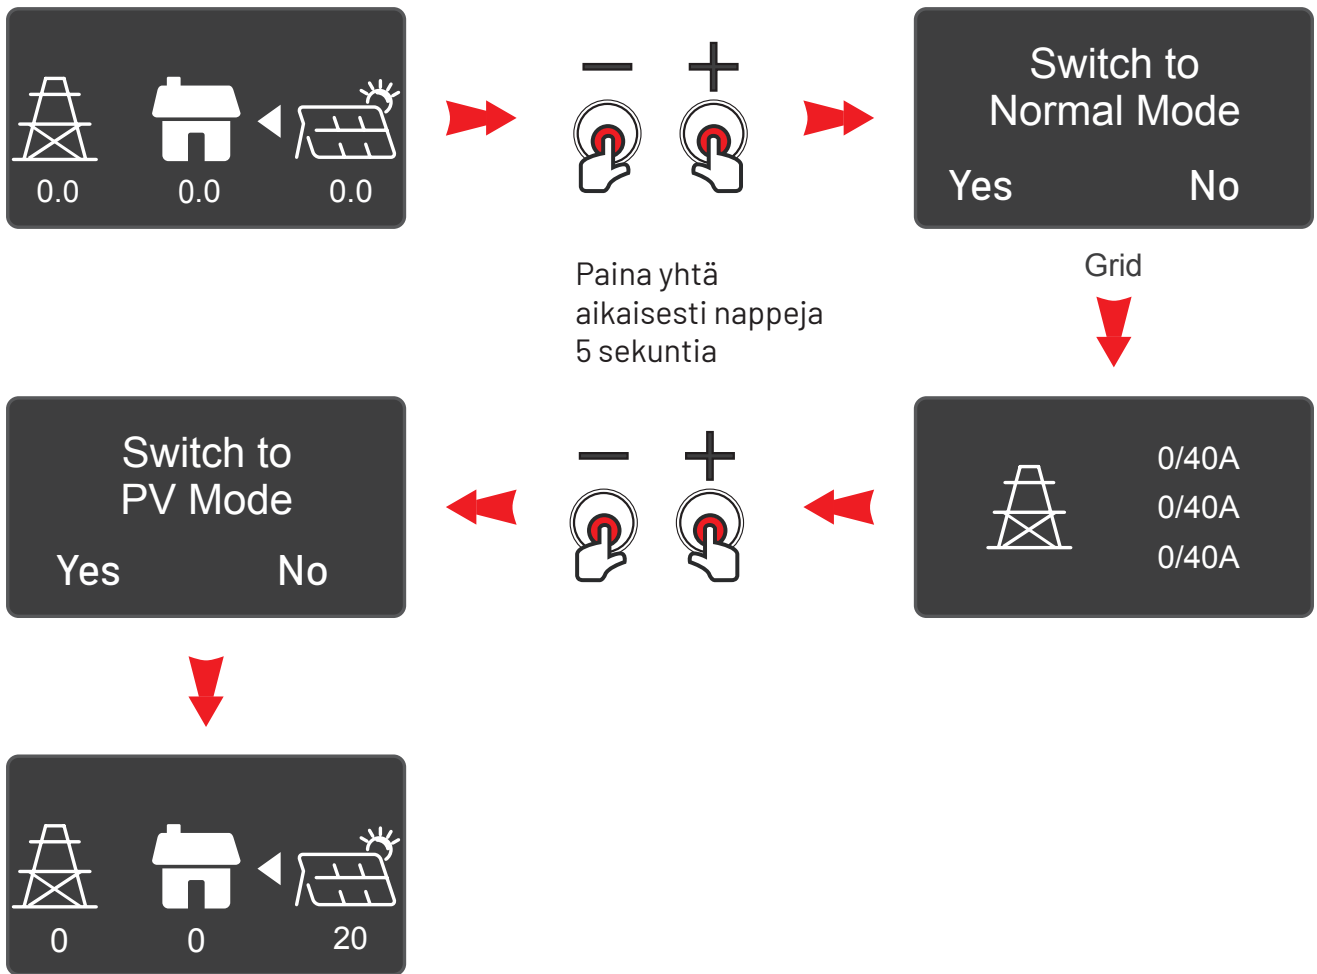 0.0 0.0 0.0
Switch to
Normal Mode
Yes No
Paina yhtä
aikaisesti nappeja
5 sekuntia
Grid
0/40A
0/40A
0/40A
Switch to
PV Mode
Yes No
0 0 20